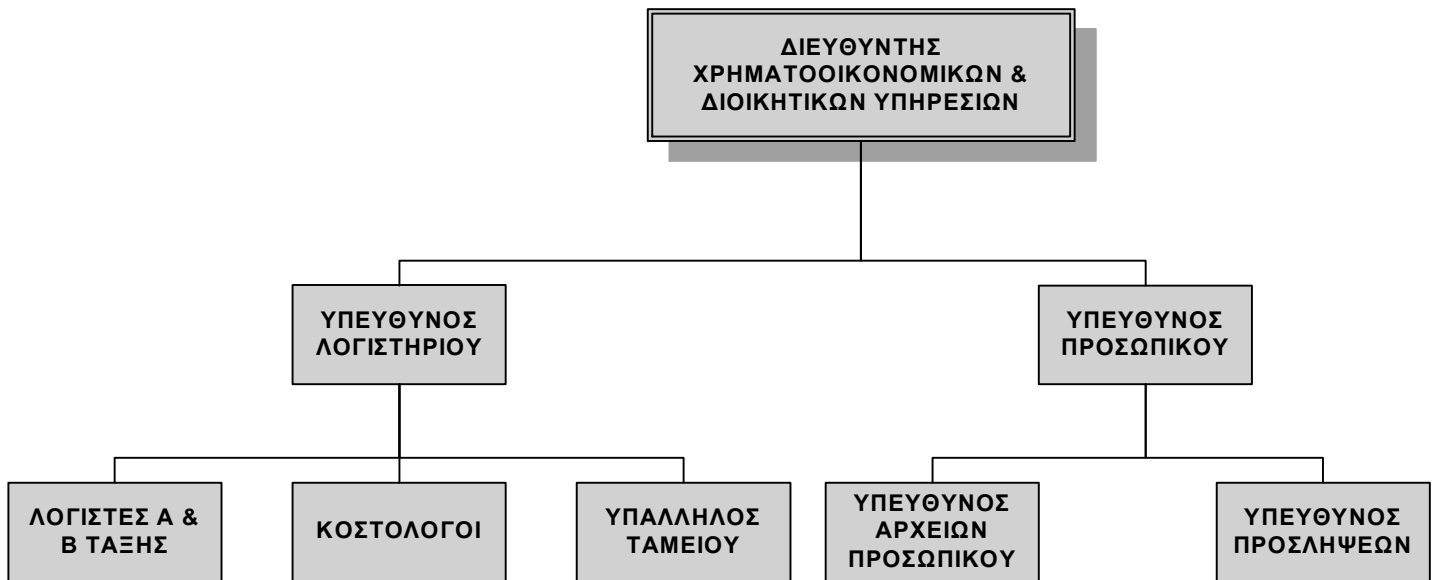 ΔΙΕΥΘΥΝΤΗΣ
ΧΡΗΜΑΤΟΟΙΚΟΝΟΜΙΚΩΝ &
ΔΙΟΙΚΗΤΙΚΩΝ ΥΠΗΡΕΣΙΩΝ
ΥΠΕΥΘΥΝΟΣ
ΛΟΓΙΣΤΗΡΙΟΥ
ΥΠΕΥΘΥΝΟΣ
ΠΡΟΣΩΠΙΚΟΥ
ΛΟΓΙΣΤΕΣ Α &
Β ΤΑΞΗΣ
ΚΟΣΤΟΛΟΓΟΙ
ΥΠΑΛΛΗΛΟΣ
ΤΑΜΕΙΟΥ
ΥΠΕΥΘΥΝΟΣ
ΑΡΧΕΙΩΝ
ΠΡΟΣΩΠΙΚΟΥ
ΥΠΕΥΘΥΝΟΣ
ΠΡΟΣΛΗΨΕΩΝ